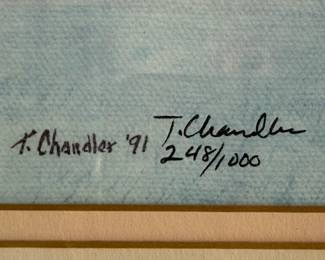 T. Chandler '91
T. Chandler
248/1000